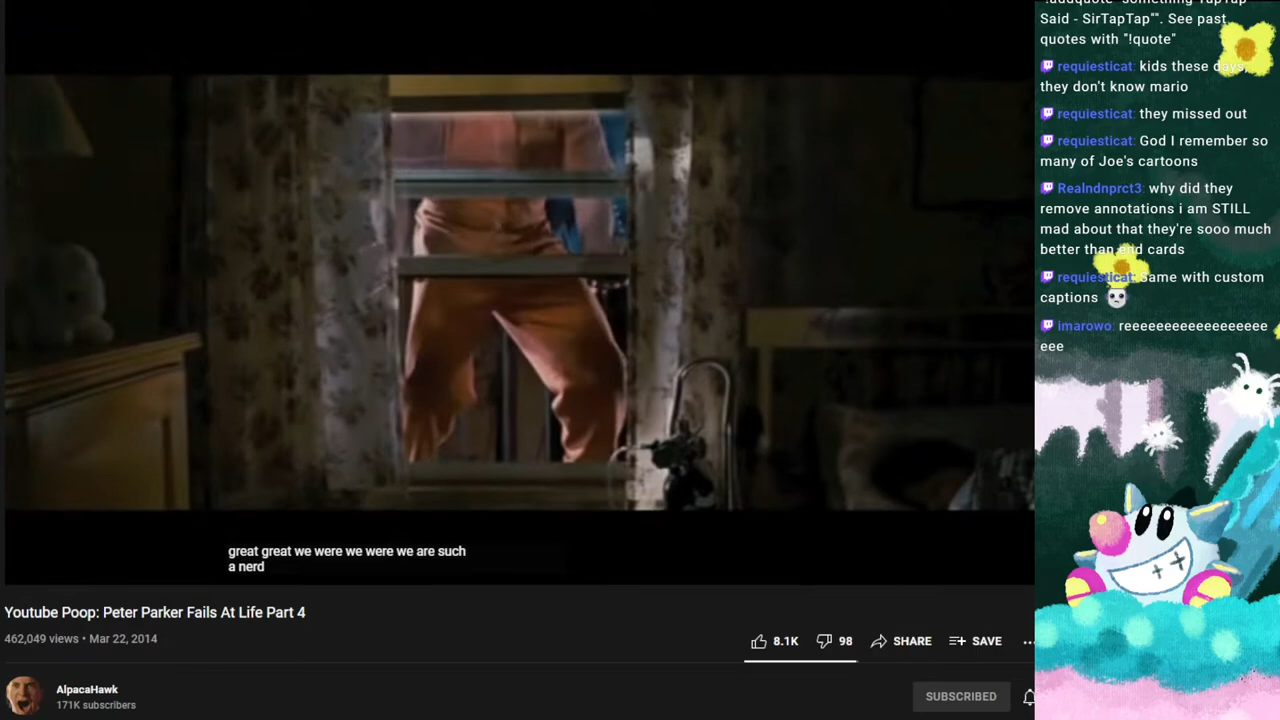 great great we were we were we are such
a nerd
Youtube Poop: Peter Parker Fails At Life Part 4
462,049 views • Mar 22, 2014
8.1K
98
SHARE
SAVE
AlpacaHawk
171K subscribers
SUBSCRIBED
Said - SirTapTap"". See past
quotes with "!quote"
requiesticat: kids these days,
they don't know mario
requiesticat: they missed out
requiesticat: God I remember so
many of Joe's cartoons
Realndnprct3: why did they
remove annotations i am STILL
mad about that they're sooo much
better than end cards
requiesticat: Same with custom
captions
imarowo: reeeeeeeeeeeeeeeeee
eee